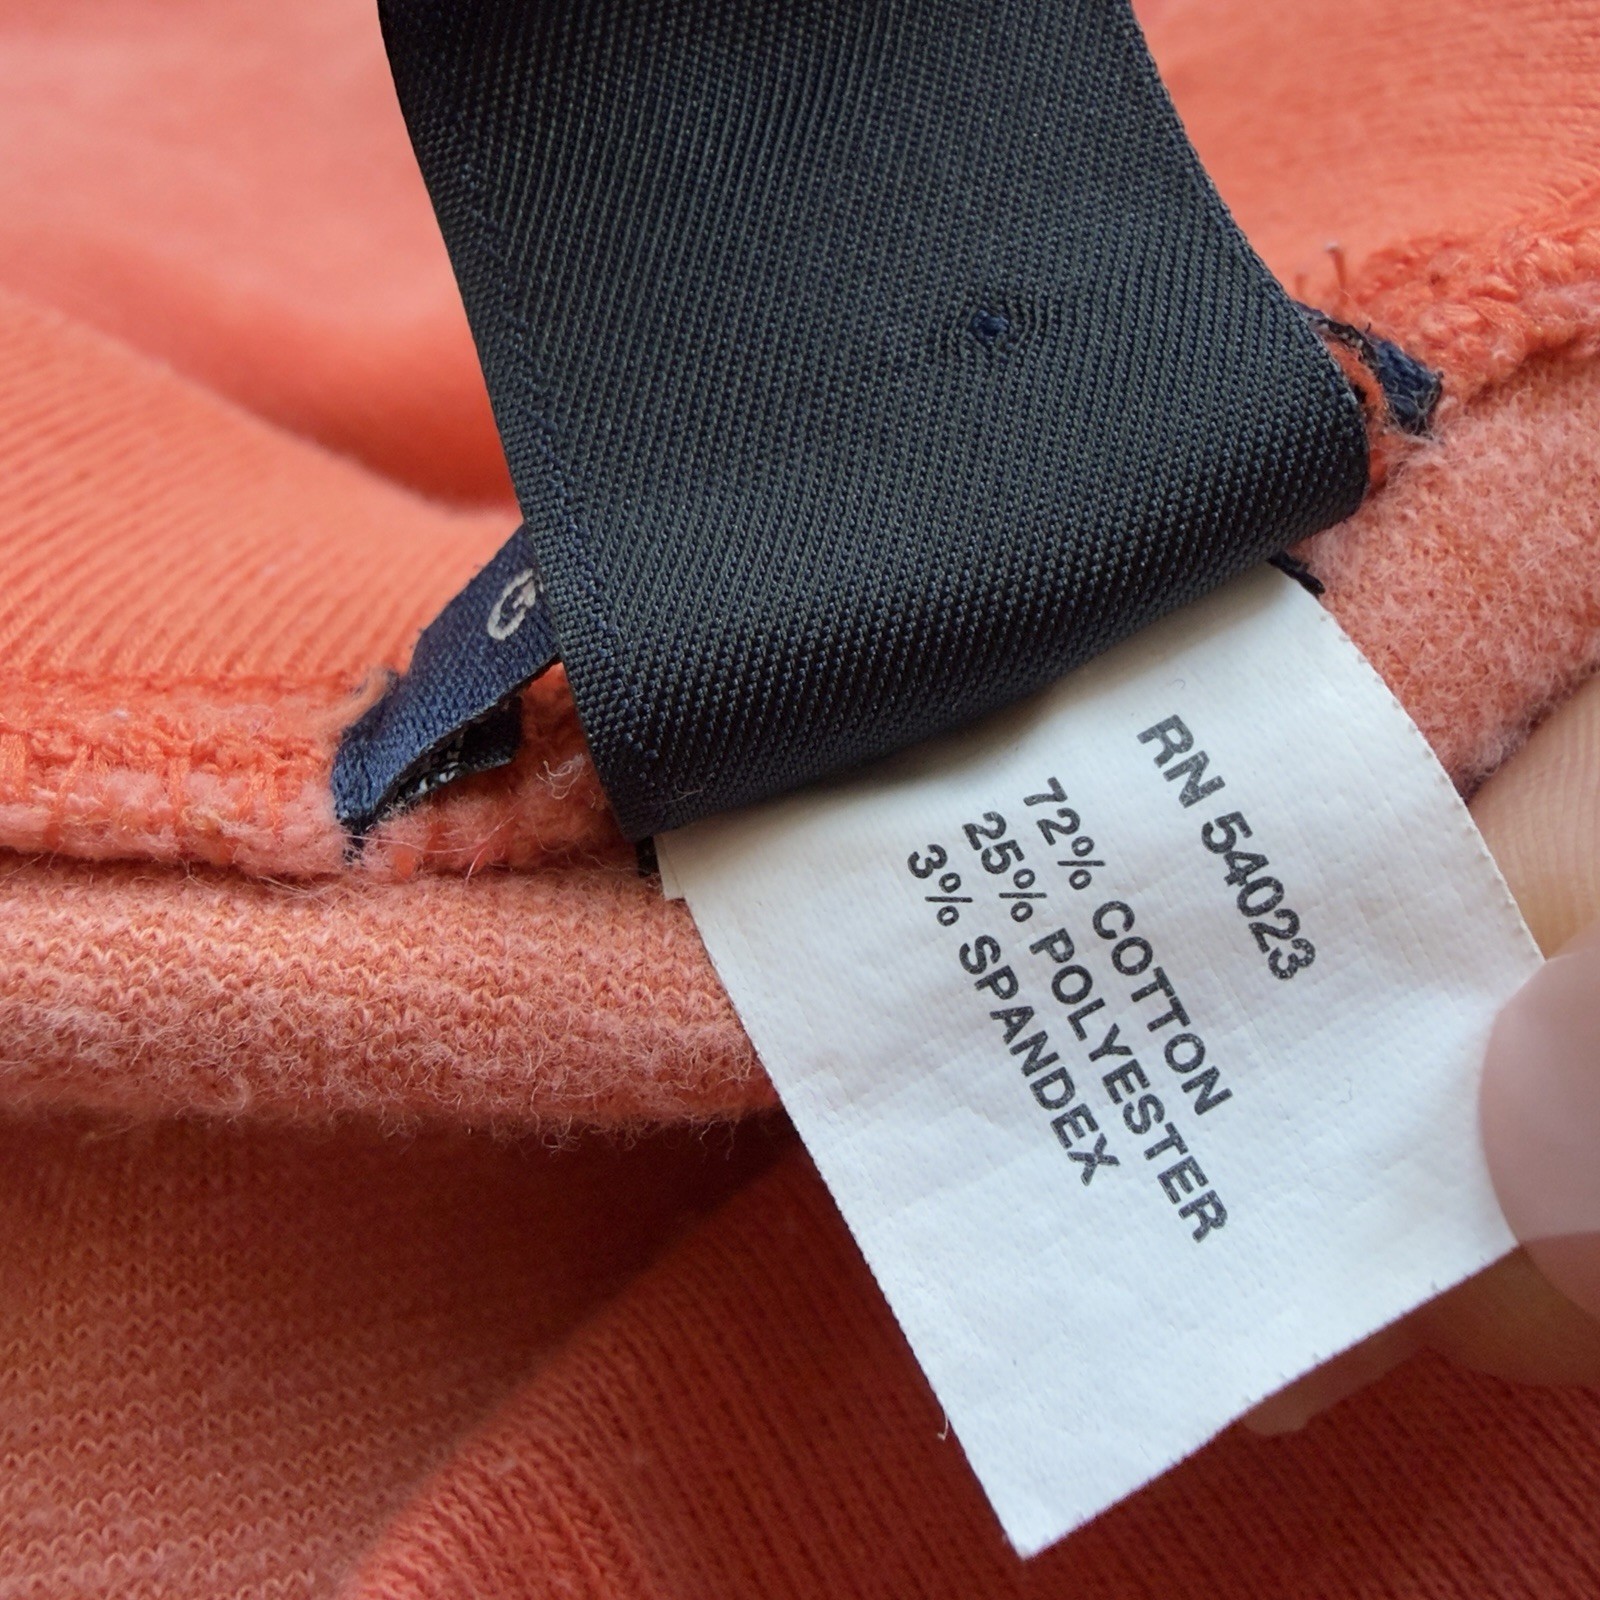 G
RN 54023
72% COTTON
25% POLYESTER
3% SPANDEX